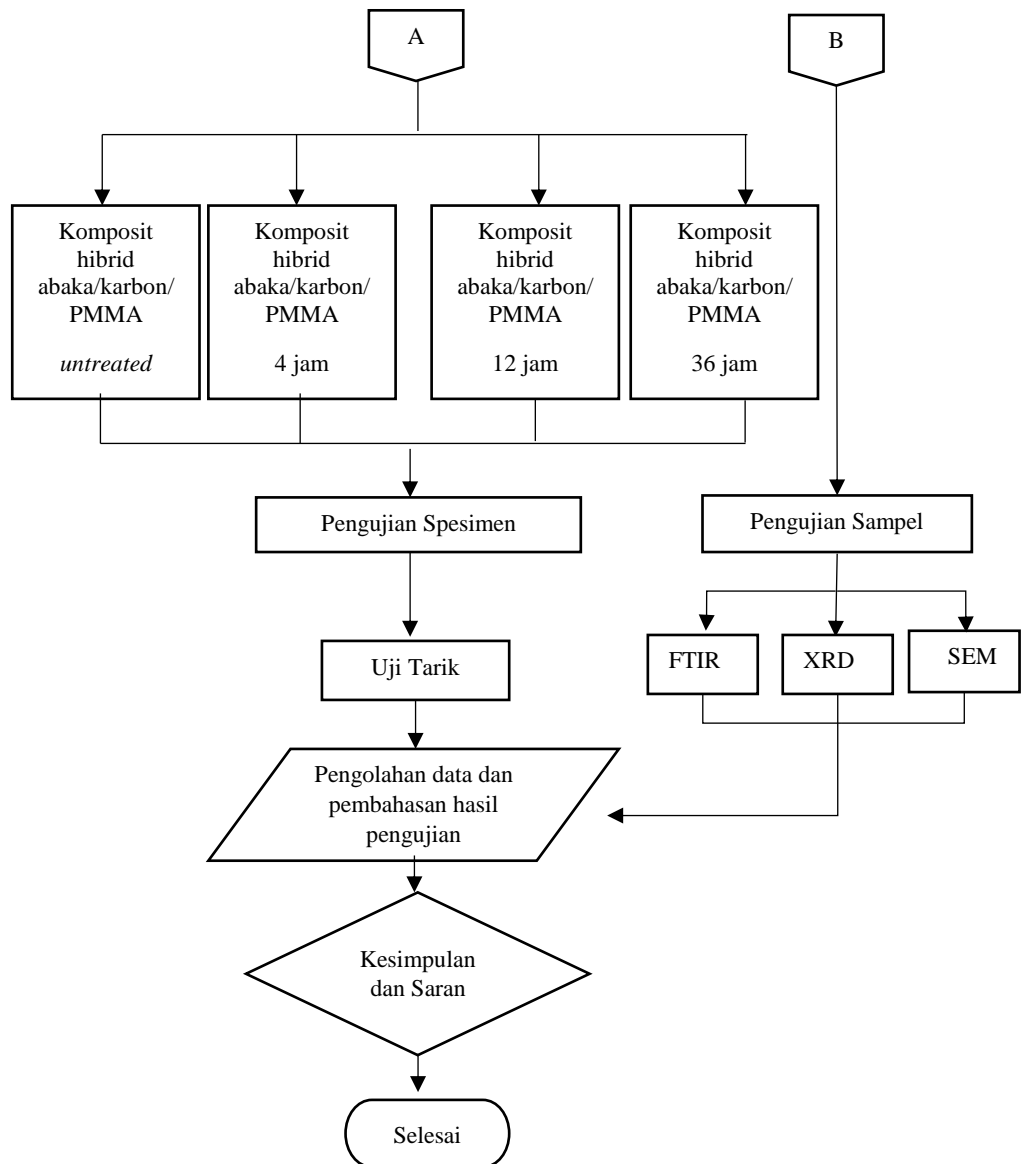 A
B
Komposit
hibrid
abaka/karbon/
PMMA
untreated
Komposit
hibrid
abaka/karbon/
PMMA
4 jam
Komposit
hibrid
abaka/karbon/
PMMA
12 jam
Komposit
hibrid
abaka/karbon/
PMMA
36 jam
Pengujian Spesimen
Pengujian Sampel
Uji Tarik
FTIR
XRD
SEM
Pengolahan data dan
pembahasan hasil
pengujian
Kesimpulan
dan Saran
Selesai